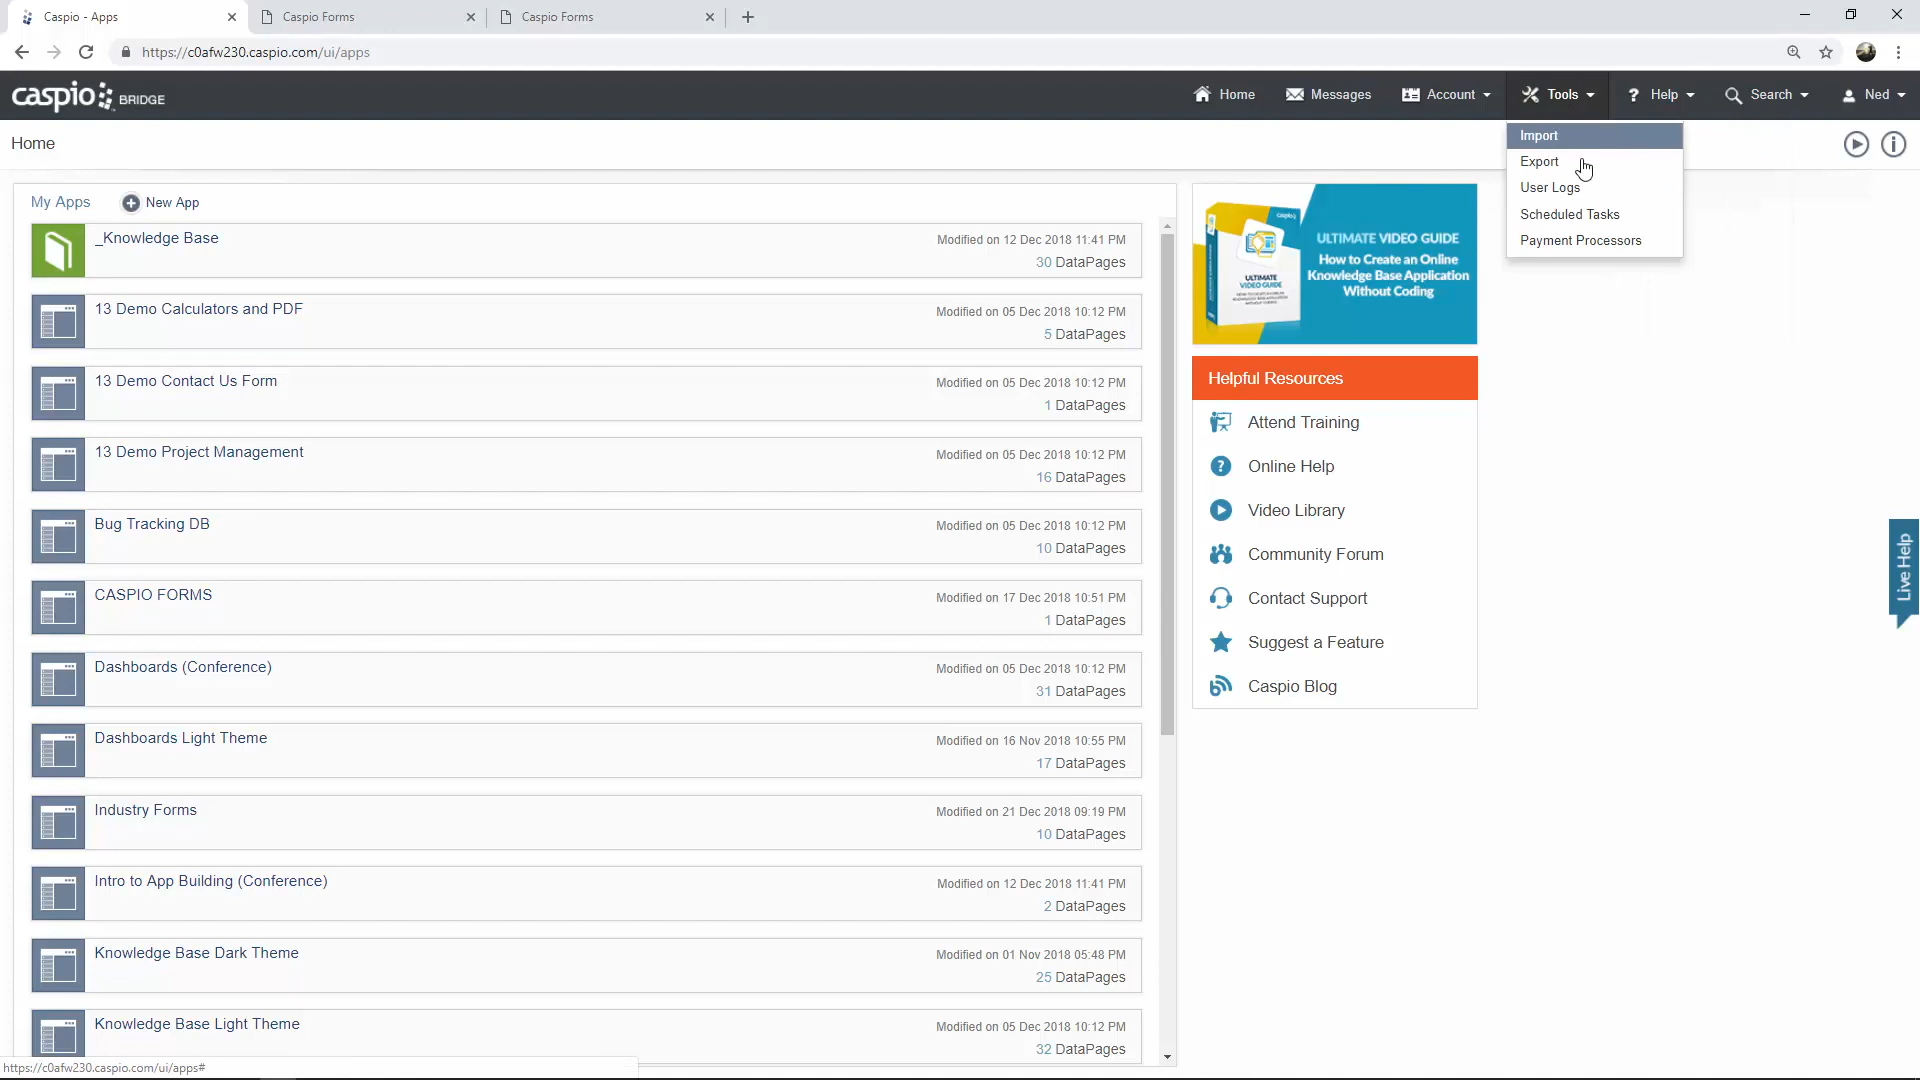 Caspio - Apps
Caspio Forms
Caspio Forms
https://c0afw230.caspio.com/ui/apps
caspio BRIDGE
Home
Messages
Account
Tools
? Help
Search
Ned
Import
Export
User Logs
Scheduled Tasks
Payment Processors
Home
My Apps
New App
_Knowledge Base
Modified on 12 Dec 2018 11:41 PM
30 DataPages
13 Demo Calculators and PDF
Modified on 05 Dec 2018 10:12 PM
5 DataPages
13 Demo Contact Us Form
Modified on 05 Dec 2018 10:12 PM
1 DataPages
13 Demo Project Management
Modified on 05 Dec 2018 10:12 PM
16 DataPages
Bug Tracking DB
Modified on 05 Dec 2018 10:12 PM
10 DataPages
CASPIO FORMS
Modified on 17 Dec 2018 10:51 PM
1 DataPages
Dashboards (Conference)
Modified on 05 Dec 2018 10:12 PM
31 DataPages
Dashboards Light Theme
Modified on 16 Nov 2018 10:55 PM
17 DataPages
Industry Forms
Modified on 21 Dec 2018 09:19 PM
10 DataPages
Intro to App Building (Conference)
Modified on 12 Dec 2018 11:41 PM
2 DataPages
Knowledge Base Dark Theme
Modified on 01 Nov 2018 05:48 PM
25 DataPages
Knowledge Base Light Theme
Modified on 05 Dec 2018 10:12 PM
32 DataPages
caspio
ULTIMATE
VIDEO GUIDE
ULTIMATE VIDEO GUIDE
How to Create an Online
Knowledge Base Application
Without Coding
Helpful Resources
Attend Training
Online Help
Video Library
Community Forum
Contact Support
Suggest a Feature
Caspio Blog
Live Help
https://c0afw230.caspio.com/ui/apps#